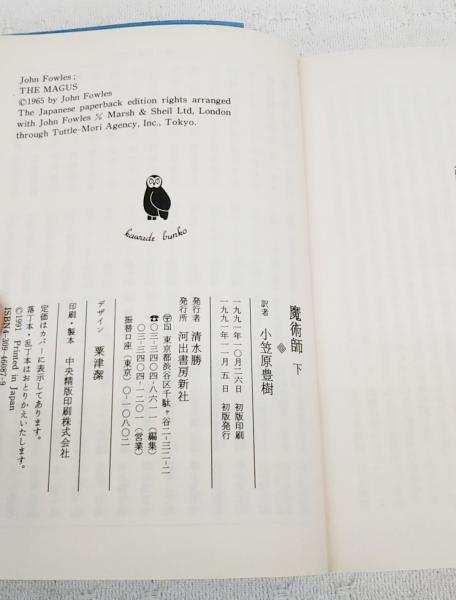 John Fowles ;
THE MAGUS
©1965 by John Fowles
The Japanese paperback edition rights arranged
with John Fowles ℅ Marsh & Sheil Ltd, London
through Tuttle-Mori Agency, Inc., Tokyo.
kawade bunko
魔術師 下
訳者 小笠原豊樹
一九九一年一〇月二六日 初版印刷
一九九一年一一月五日 初版発行
発行者 清水勝
発行所 河出書房新社
〒151 東京都渋谷区千駄ケ谷二-三二-二
☎〇三-三四〇四-八六一一（編集）
〇三-三四〇四-一二〇一（営業）
振替口座（東京）〇-一〇八〇二
デザイン 粟津潔
印刷・製本 中央精版印刷株式会社
定価はカバーに表示してあります。
落丁本・乱丁本はおとりかえいたします。
©1991 Printed in Japan
ISBN4-309-46087-9